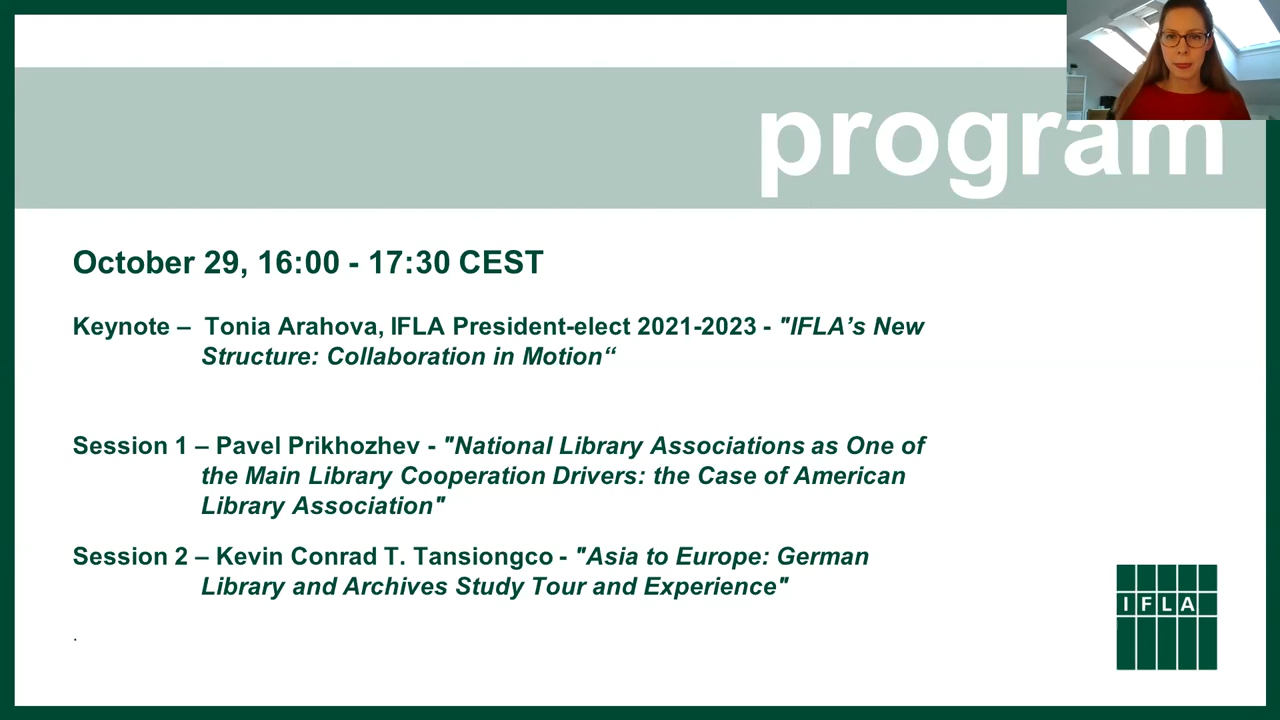 program
October 29, 16:00 - 17:30 CEST
Keynote – Tonia Arahova, IFLA President-elect 2021-2023 - "IFLA’s New
Structure: Collaboration in Motion“
Session 1 – Pavel Prikhozhev - "National Library Associations as One of
the Main Library Cooperation Drivers: the Case of American
Library Association"
Session 2 – Kevin Conrad T. Tansiongco - "Asia to Europe: German
Library and Archives Study Tour and Experience"
.
IFLA